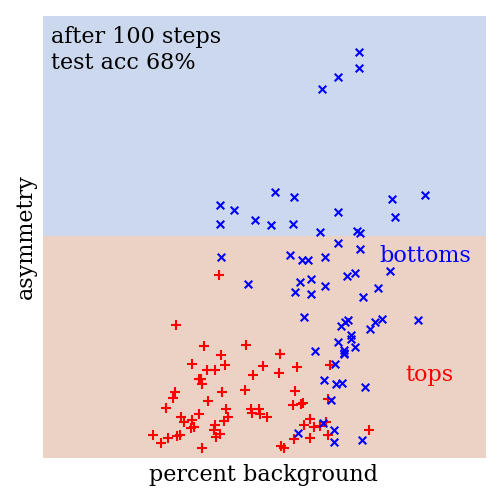 after 100 steps
test acc 68%
asymmetry
bottoms
tops
percent background